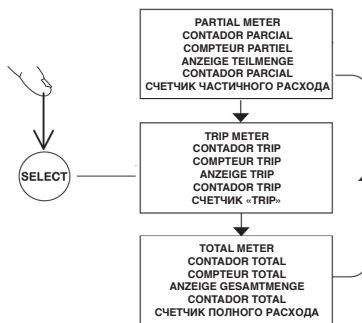 PARTIAL METER
CONTADOR PARCIAL
COMPTEUR PARTIEL
ANZEIGE TEILMENGE
CONTADOR PARCIAL
СЧЕТЧИК ЧАСТИЧНОГО РАСХОДА
SELECT
TRIP METER
CONTADOR TRIP
COMPTEUR TRIP
ANZEIGE TRIP
CONTADOR TRIP
СЧЕТЧИК «TRIP»
TOTAL METER
CONTADOR TOTAL
COMPTEUR TOTAL
ANZEIGE GESAMTMENGE
CONTADOR TOTAL
СЧЕТЧИК ПОЛНОГО РАСХОДА